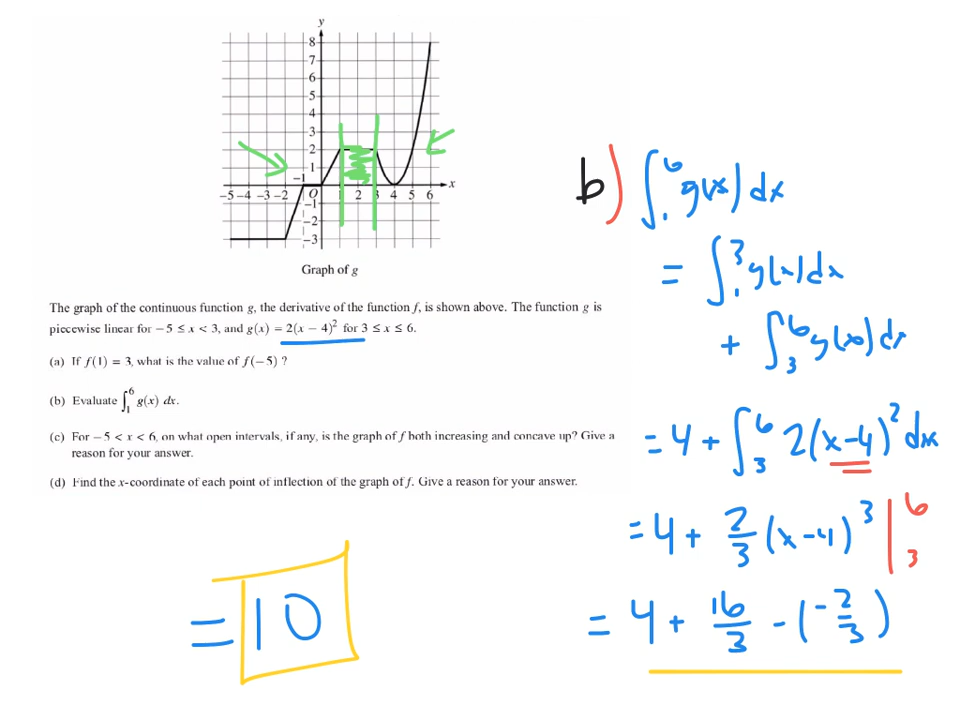 y
8
7
6
5
4
3
2
1
-1
-5 -4 -3 -2 O 2 3 4 5 6 x
-1
-2
-3
Graph of g
The graph of the continuous function g, the derivative of the function f, is shown above. The function g is
piecewise linear for −5 ≤ x < 3, and g(x) = 2(x − 4)² for 3 ≤ x ≤ 6.
(a) If f(1) = 3, what is the value of f(−5) ?
(b) Evaluate ∫₁⁶ g(x) dx.
(c) For −5 < x < 6, on what open intervals, if any, is the graph of f both increasing and concave up? Give a
reason for your answer.
(d) Find the x-coordinate of each point of inflection of the graph of f. Give a reason for your answer.
b) ∫₁⁶ g(x) dx
= ∫₁³ g(x) dx
+ ∫₃⁶ g(x) dx
= 4 + ∫₃⁶ 2(x-4)² dx
= 4 + 2/3 (x-4)³ |₃⁶
= 4 + 16/3 - (-2/3)
= 10